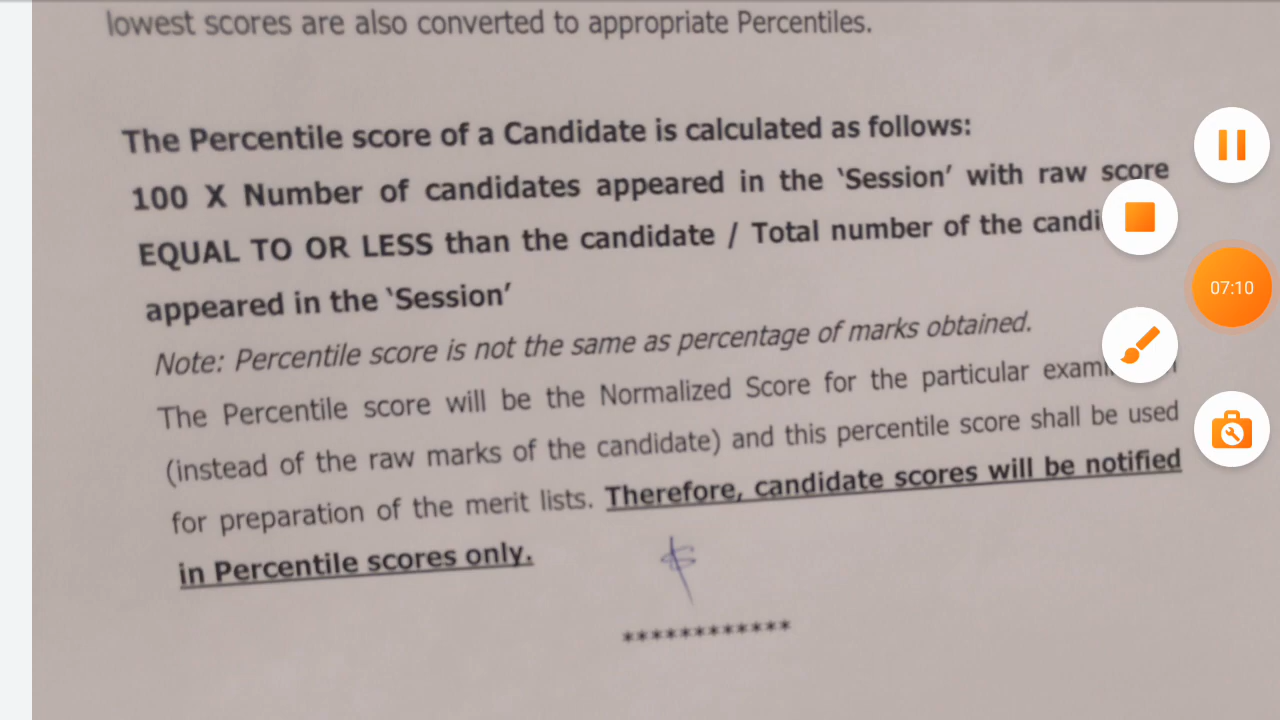 lowest scores are also converted to appropriate Percentiles.
The Percentile score of a Candidate is calculated as follows:
100 X Number of candidates appeared in the ‘Session’ with raw score
EQUAL TO OR LESS than the candidate / Total number of the
appeared in the ‘Session’
Note: Percentile score is not the same as percentage of marks obtained.
The Percentile score will be the Normalized Score for the particular
(instead of the raw marks of the candidate) and this percentile score shall be used
for preparation of the merit lists. Therefore, candidate scores will be notified
in Percentile scores only.
************
07:10